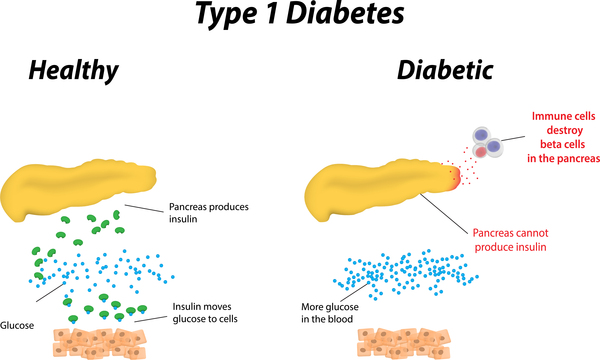 Type 1 Diabetes
Healthy
Diabetic
Immune cells
destroy
beta cells
in the pancreas
Pancreas produces
insulin
Pancreas cannot
produce insulin
Glucose
Insulin moves
glucose to cells
More glucose
in the blood